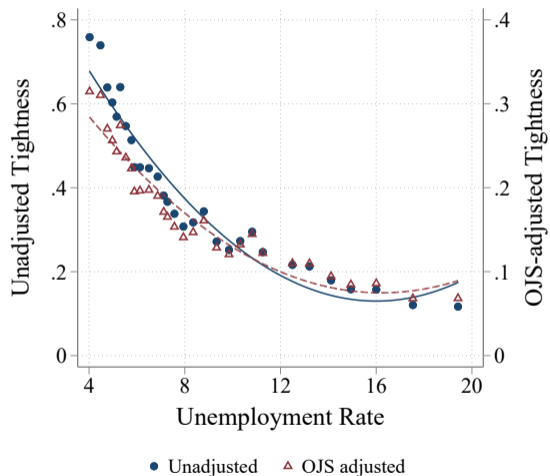 .8
.6
.4
.2
0
Unadjusted Tightness
.4
.3
.2
.1
0
OJS-adjusted Tightness
4 8 12 16 20
Unemployment Rate
Unadjusted OJS adjusted